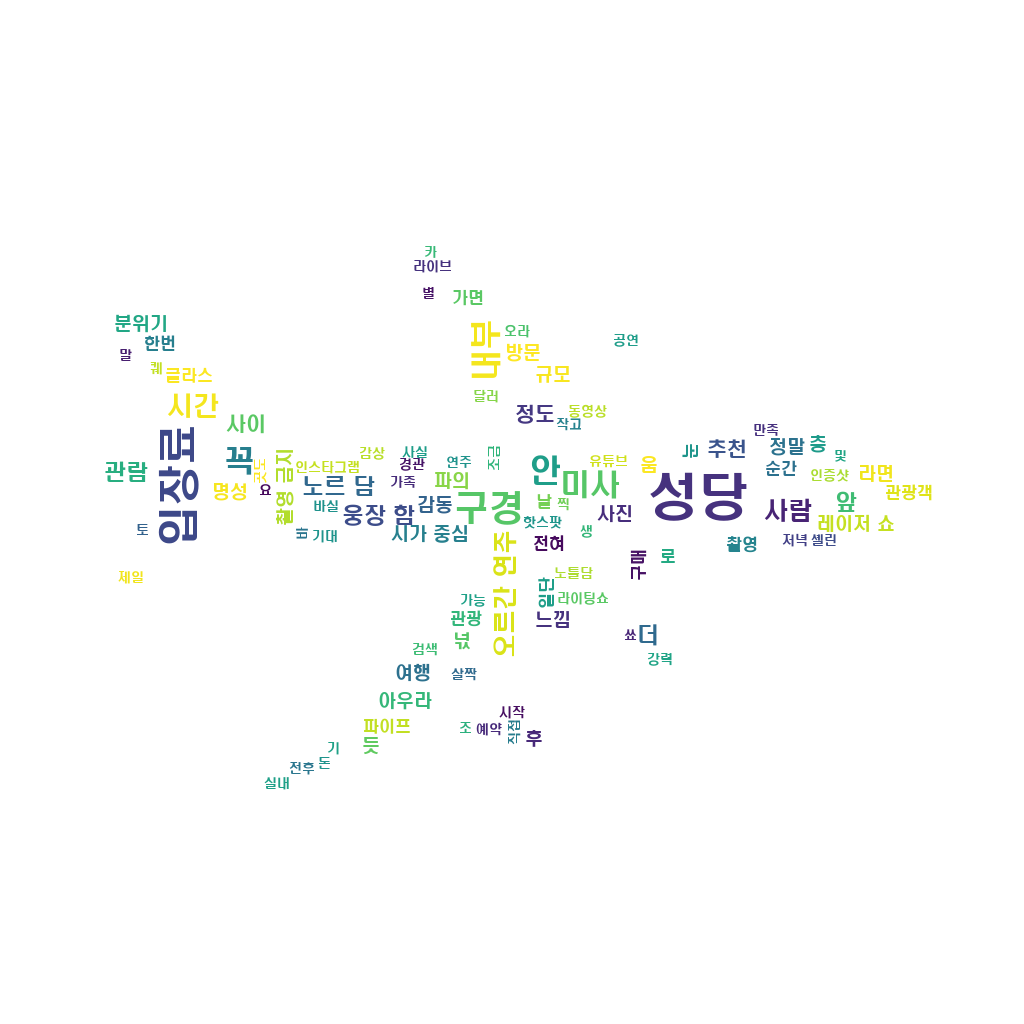 카
라이브
별
가면
분위기
한번
말
퀘
글라스
시간
사이
내부
오라
방문
규모
공연
달러
정도
동영상
작고
입장료
꼭
관람
명성
코드
요
촬영 금지
인스타그램
감상
사실
경관
가족
연주
조금
노르 담
바실
웅장 함
감동
파의
시가 중심
기대
토
제일
구경
안
미사
유튜브
움
날
찍
사진
핫스팟
전혀
생
성당
추천
만족
정말
충
및
순간
인증샷
라면
관광객
사람
앞
레이저 쇼
촬영
저녁 셀린
구매
로
오르간 연주
노틀담
일단
라이팅쇼
가능
관광
느낌
넋
검색
쑈
더
강력
여행
살짝
아우라
파이프
듯
시작
조
예약
직접
후
기
돈
전후
실내